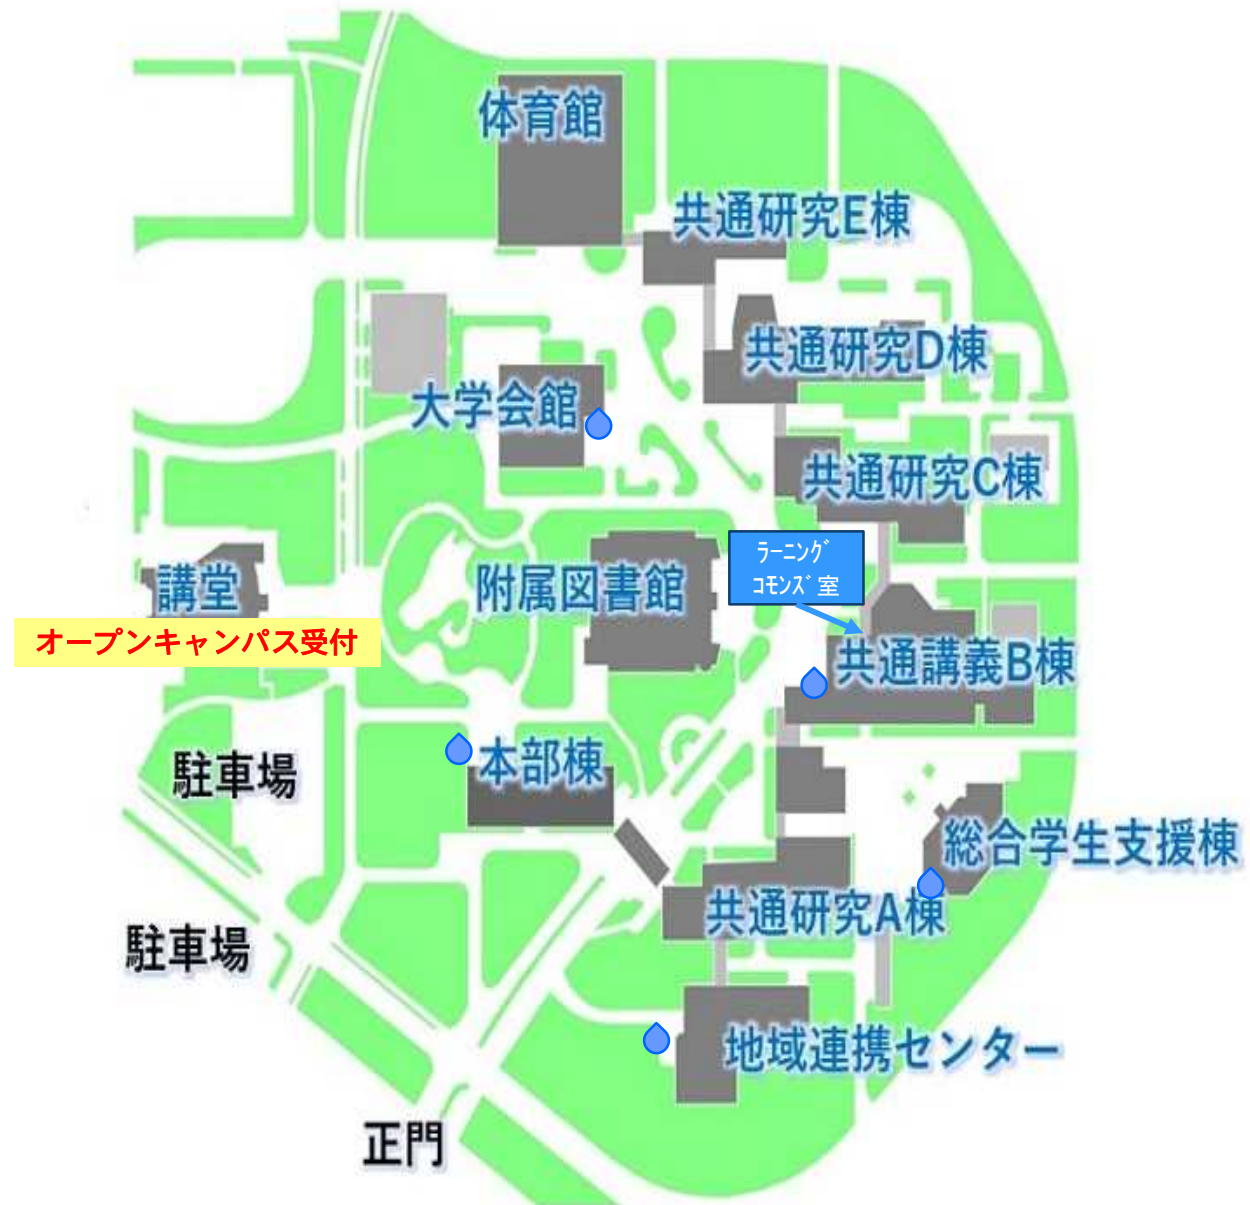 体育館
共通研究E棟
共通研究D棟
大学会館
共通研究C棟
ﾗｰﾆﾝｸﾞ
ｺﾓﾝｽﾞ室
講堂
附属図書館
オープンキャンパス受付
共通講義B棟
駐車場
本部棟
総合学生支援棟
共通研究A棟
駐車場
地域連携センター
正門